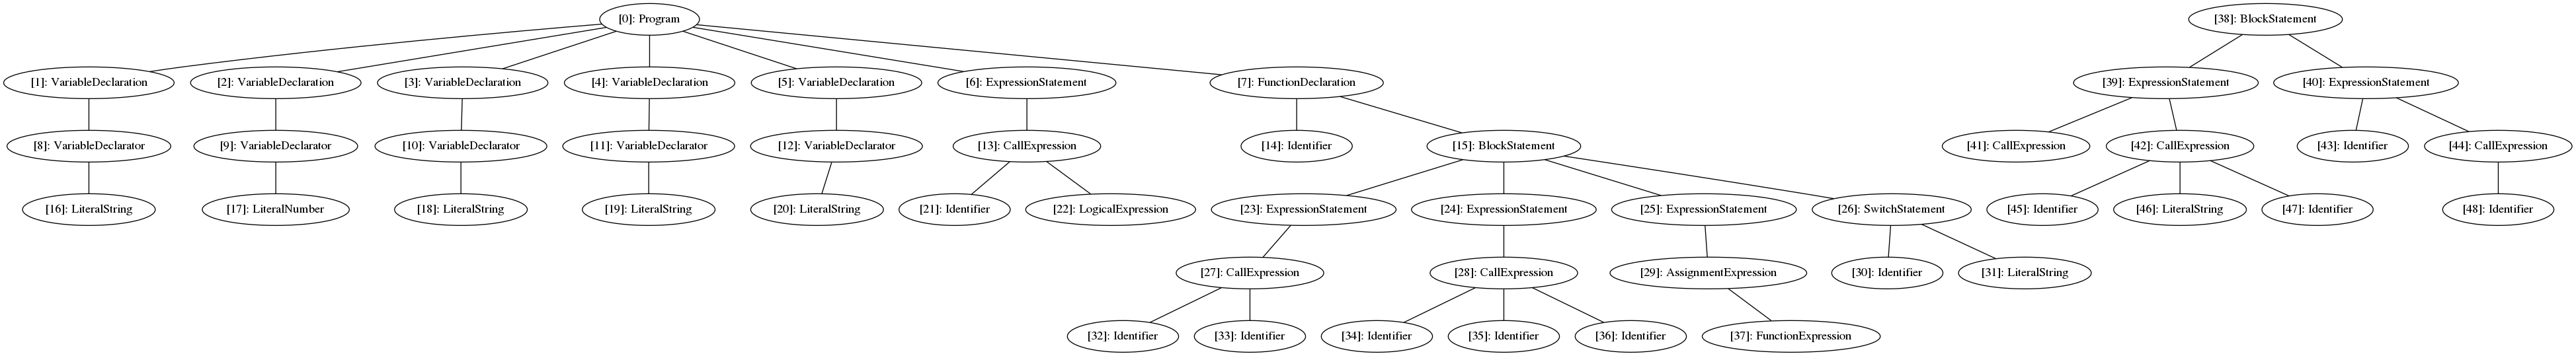 [0]: Program
[38]: BlockStatement
[1]: VariableDeclaration
[2]: VariableDeclaration
[3]: VariableDeclaration
[4]: VariableDeclaration
[5]: VariableDeclaration
[6]: ExpressionStatement
[7]: FunctionDeclaration
[39]: ExpressionStatement
[40]: ExpressionStatement
[8]: VariableDeclarator
[9]: VariableDeclarator
[10]: VariableDeclarator
[11]: VariableDeclarator
[12]: VariableDeclarator
[13]: CallExpression
[14]: Identifier
[15]: BlockStatement
[41]: CallExpression
[42]: CallExpression
[43]: Identifier
[44]: CallExpression
[16]: LiteralString
[17]: LiteralNumber
[18]: LiteralString
[19]: LiteralString
[20]: LiteralString
[21]: Identifier
[22]: LogicalExpression
[23]: ExpressionStatement
[24]: ExpressionStatement
[25]: ExpressionStatement
[26]: SwitchStatement
[45]: Identifier
[46]: LiteralString
[47]: Identifier
[48]: Identifier
[27]: CallExpression
[28]: CallExpression
[29]: AssignmentExpression
[30]: Identifier
[31]: LiteralString
[32]: Identifier
[33]: Identifier
[34]: Identifier
[35]: Identifier
[36]: Identifier
[37]: FunctionExpression